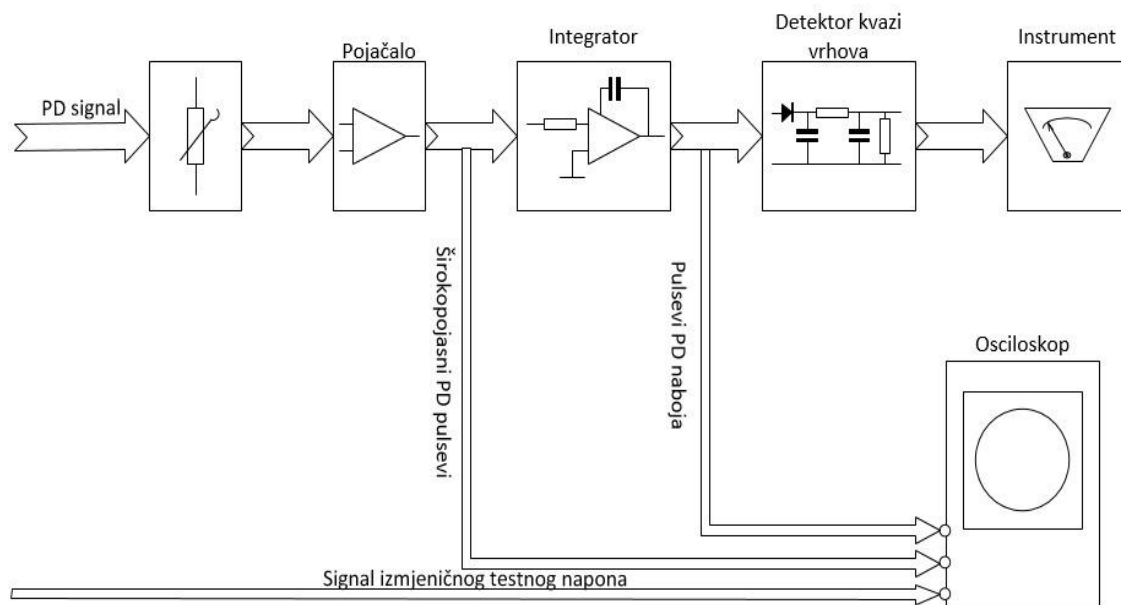 PD signal
Pojačalo
Integrator
Detektor kvazi
vrhova
Instrument
Širokopojasni PD pulsevi
Pulsevi PD naboja
Osciloskop
Signal izmjeničnog testnog napona